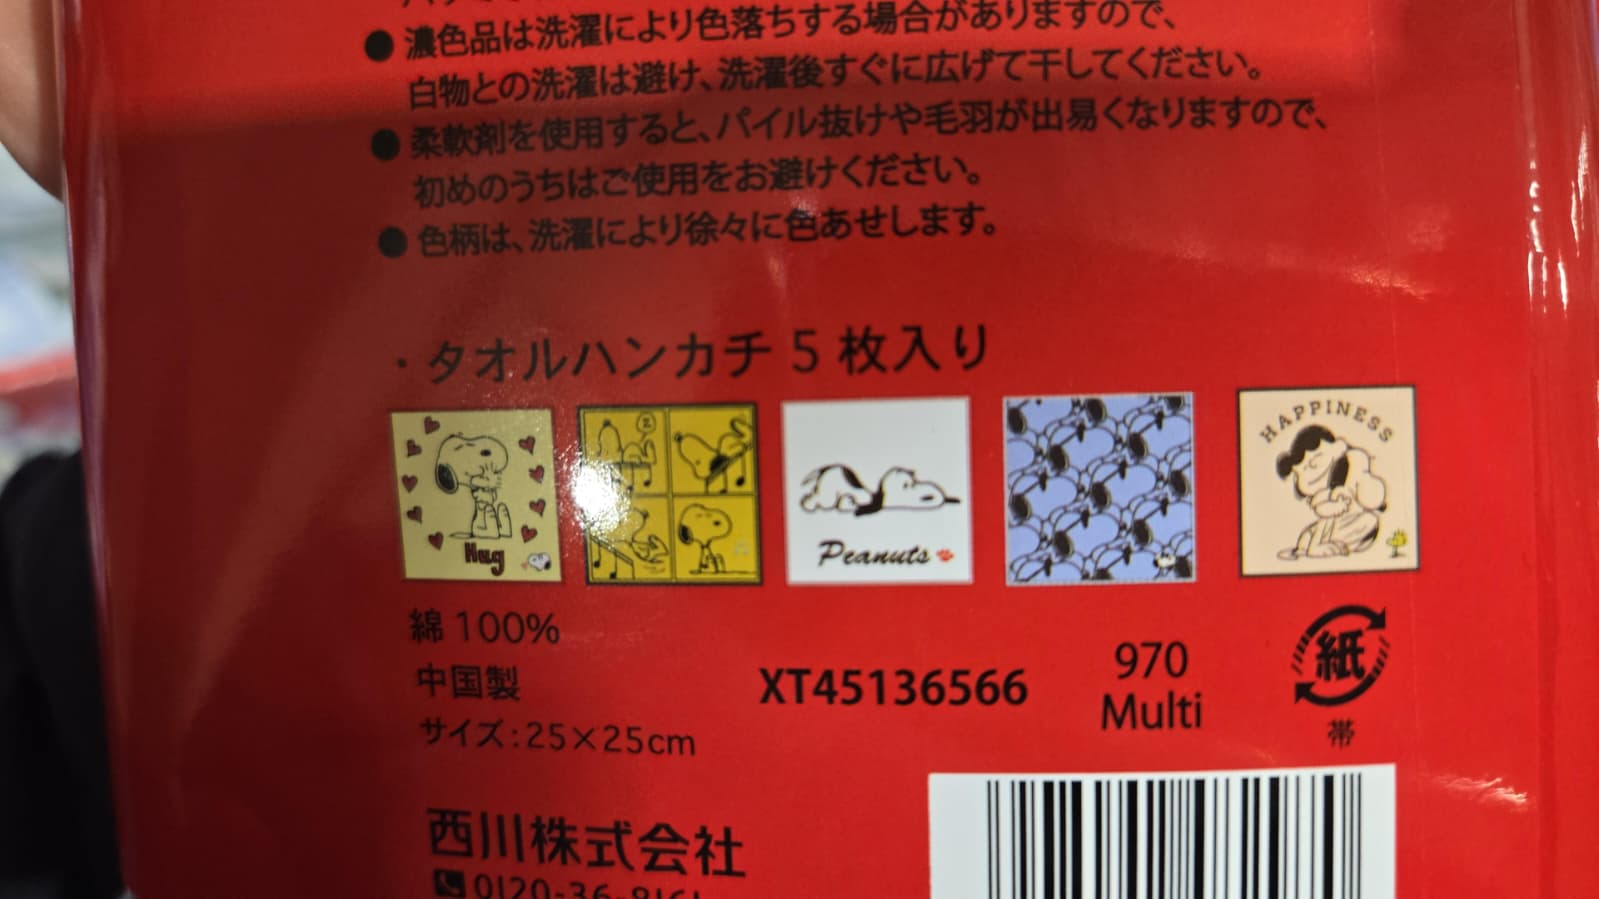 ● 濃色品は洗濯により色落ちする場合がありますので、
白物との洗濯は避け、洗濯後すぐに広げて干してください。
● 柔軟剤を使用すると、パイル抜けや毛羽が出易くなりますので、
初めのうちはご使用をお避けください。
● 色柄は、洗濯により徐々に色あせします。
・タオルハンカチ 5 枚入り
Hug
Peanuts
HAPPINESS
綿 100%
中国製
サイズ:25×25cm
XT45136566
970
Multi
紙
帯
西川株式会社
0120-36-8161